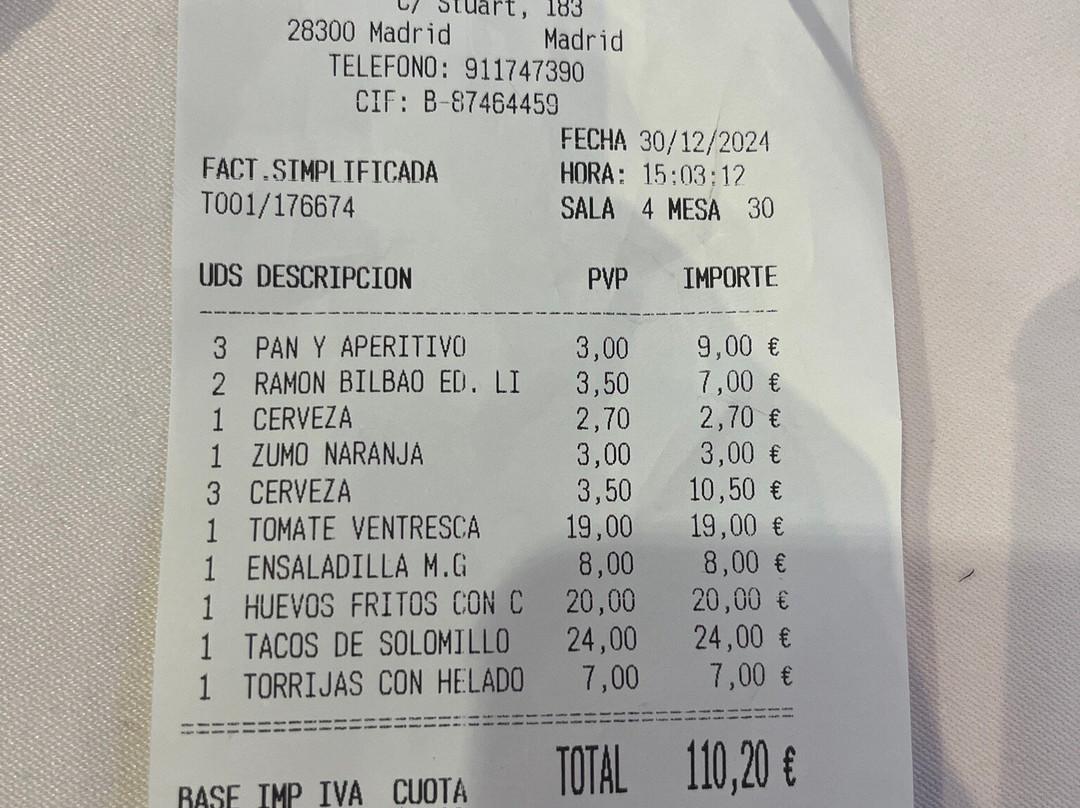 C/ Stuart, 183
28300 Madrid Madrid
TELEFONO: 911747390
CIF: B-87464459
FECHA 30/12/2024
FACT.SIMPLIFICADA HORA: 15:03:12
T001/176674 SALA 4 MESA 30
UDS DESCRIPCION PVP IMPORTE
3 PAN Y APERITIVO 3,00 9,00 €
2 RAMON BILBAO ED. LI 3,50 7,00 €
1 CERVEZA 2,70 2,70 €
1 ZUMO NARANJA 3,00 3,00 €
3 CERVEZA 3,50 10,50 €
1 TOMATE VENTRESCA 19,00 19,00 €
1 ENSALADILLA M.G 8,00 8,00 €
1 HUEVOS FRITOS CON C 20,00 20,00 €
1 TACOS DE SOLOMILLO 24,00 24,00 €
1 TORRIJAS CON HELADO 7,00 7,00 €
TOTAL 110,20 €
BASE IMP IVA CUOTA